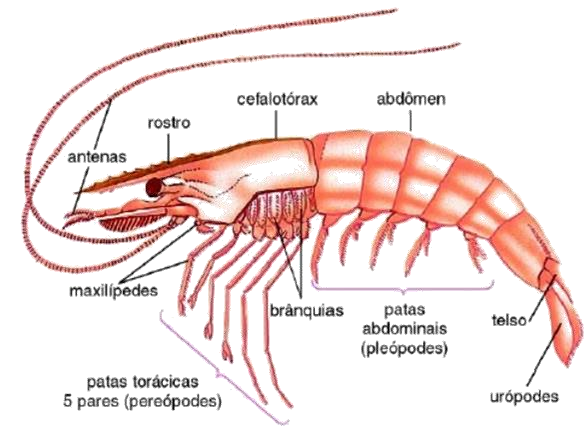 cefalotórax
abdômen
rostro
antenas
maxilípedes
brânquias
patas
abdominais
(pleópodes)
telso
patas torácicas
5 pares (pereópodes)
urópodes